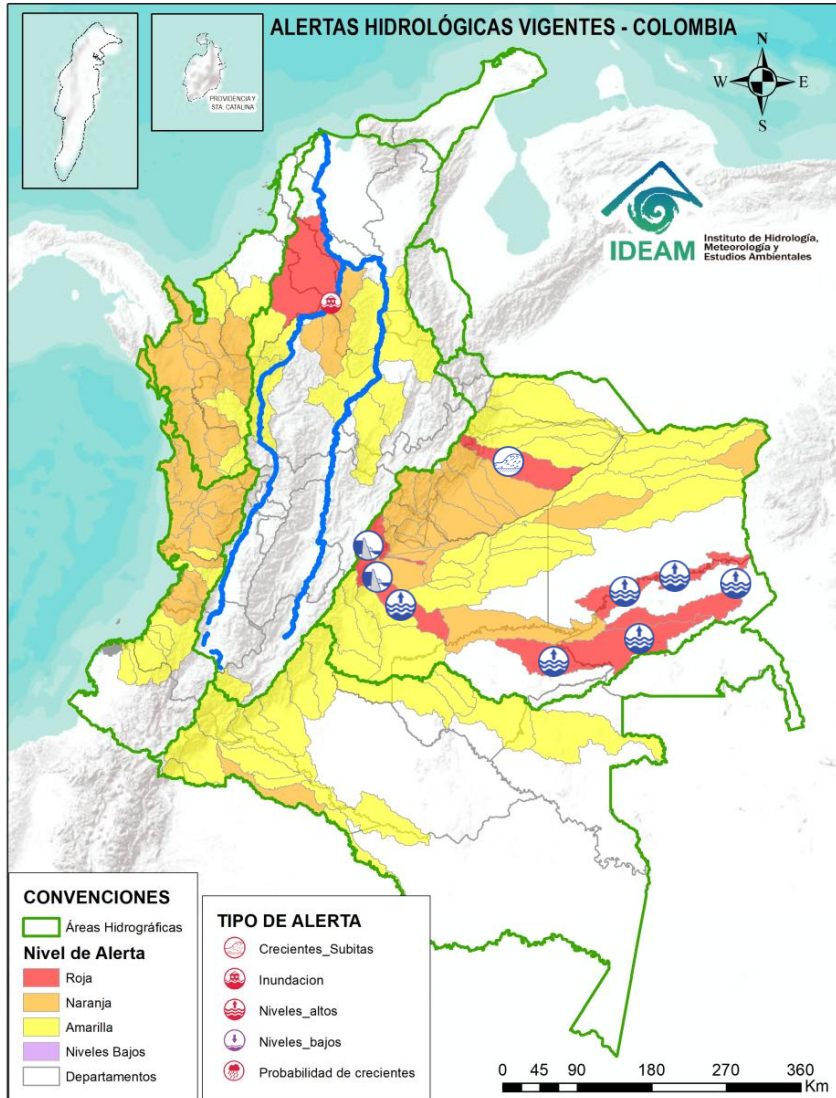 ALERTAS HIDROLÓGICAS VIGENTES - COLOMBIA
PROVIDENCIA Y
STA. CATALINA
N
W
E
S
IDEAM
Instituto de Hidrología,
Meteorología y
Estudios Ambientales
CONVENCIONES
Áreas Hidrográficas
Nivel de Alerta
Roja
Naranja
Amarilla
Niveles Bajos
Departamentos
TIPO DE ALERTA
Crecientes_Subitas
Inundacion
Niveles_altos
Niveles_bajos
Probabilidad de crecientes
0 45 90 180 270 360
Km